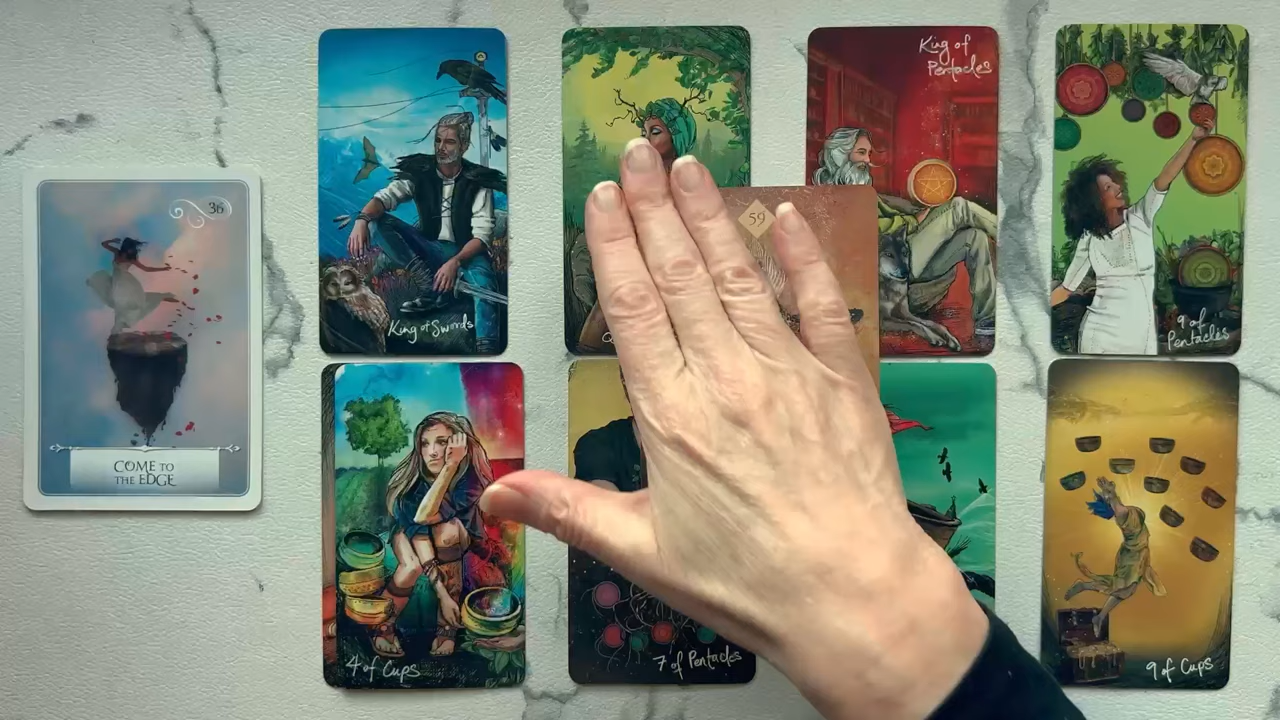 36
COME TO
THE EDGE
King of Swords
King of
Pentacles
9 of
Pentacles
59
4 of Cups
7 of Pentacles
9 of Cups